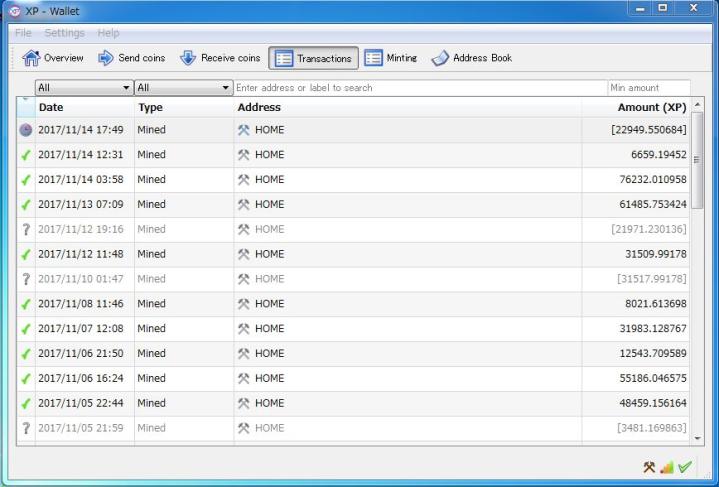 XP - Wallet
File Settings Help
Overview Send coins Receive coins Transactions Minting Address Book
All All Enter address or label to search Min amount
Date Type Address Amount (XP)
2017/11/14 17:49 Mined HOME [22949.550684]
2017/11/14 12:31 Mined HOME 6659.19452
2017/11/14 03:58 Mined HOME 76232.010958
2017/11/13 07:09 Mined HOME 61485.753424
? 2017/11/12 19:16 Mined HOME [21971.230136]
2017/11/12 11:48 Mined HOME 31509.99178
? 2017/11/10 01:47 Mined HOME [31517.99178]
2017/11/08 11:46 Mined HOME 8021.613698
2017/11/07 12:08 Mined HOME 31983.128767
2017/11/06 21:50 Mined HOME 12543.709589
2017/11/06 16:24 Mined HOME 55186.046575
2017/11/05 22:44 Mined HOME 48459.156164
? 2017/11/05 21:59 Mined HOME [3481.169863]